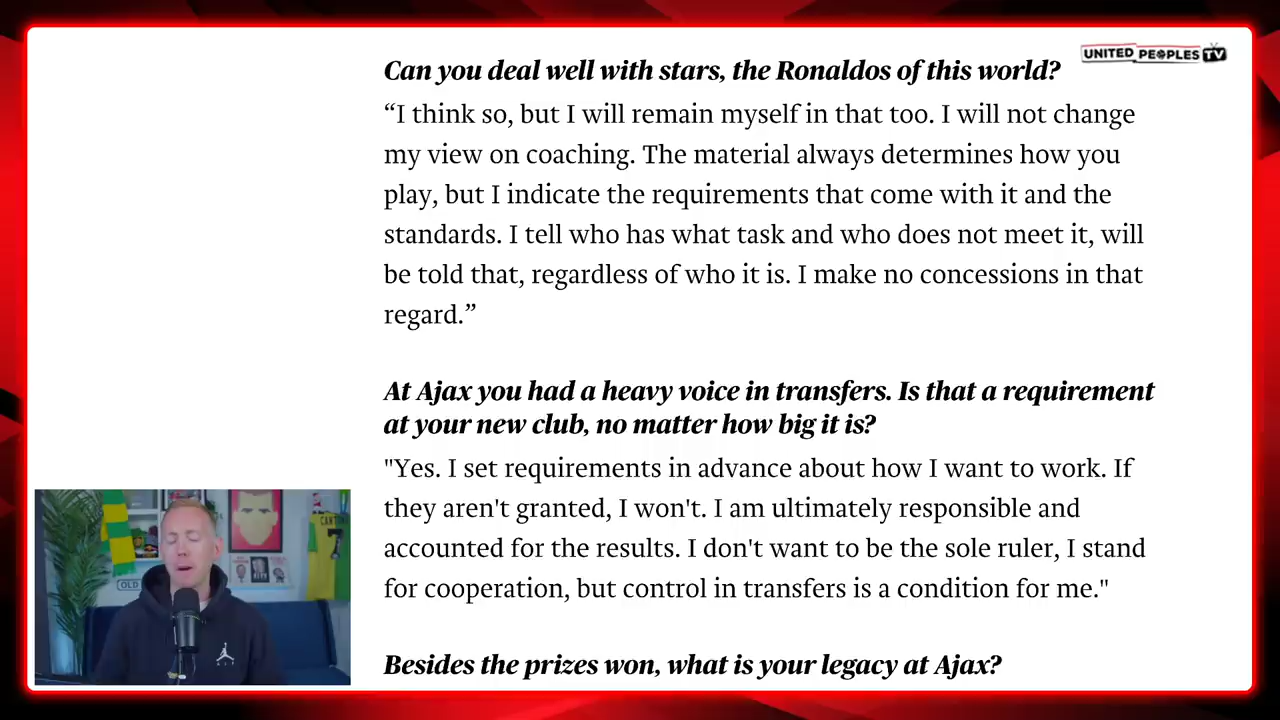 UNITED PEOPLES TV
Can you deal well with stars, the Ronaldos of this world?
“I think so, but I will remain myself in that too. I will not change
my view on coaching. The material always determines how you
play, but I indicate the requirements that come with it and the
standards. I tell who has what task and who does not meet it, will
be told that, regardless of who it is. I make no concessions in that
regard.”
At Ajax you had a heavy voice in transfers. Is that a requirement
at your new club, no matter how big it is?
"Yes. I set requirements in advance about how I want to work. If
they aren't granted, I won't. I am ultimately responsible and
accounted for the results. I don't want to be the sole ruler, I stand
for cooperation, but control in transfers is a condition for me."
Besides the prizes won, what is your legacy at Ajax?
CANTONA
7
OLD